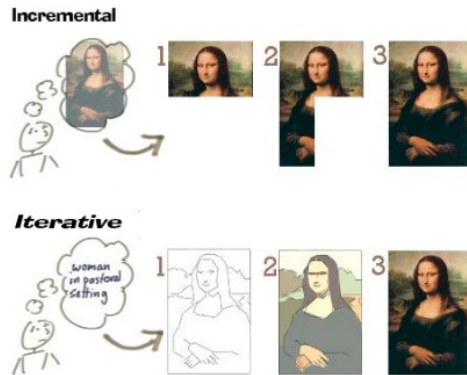 Incremental
1 2 3
Iterative
woman
in pastoral
setting
1 2 3